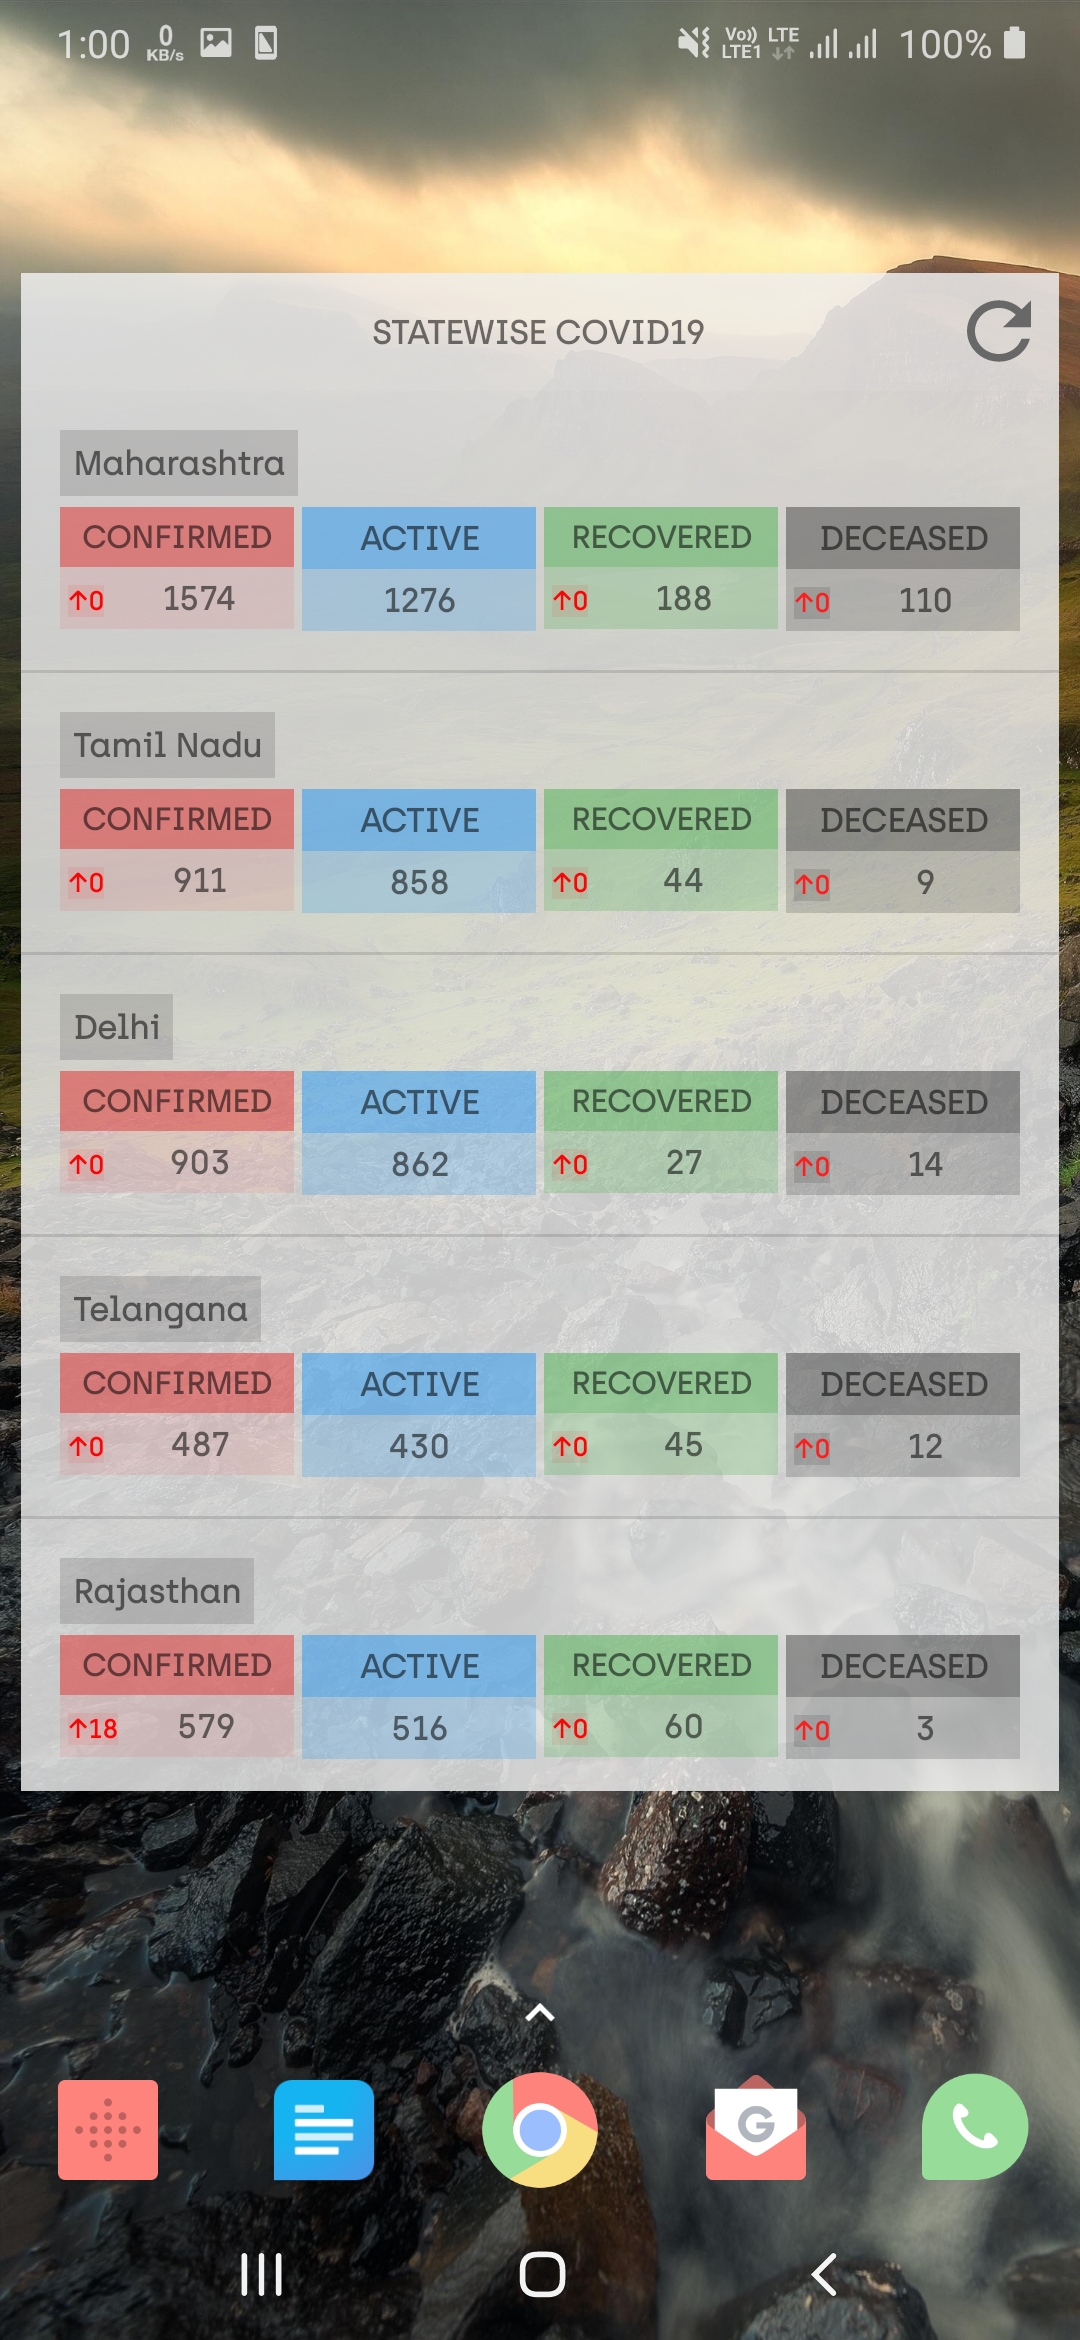 1:00 0 KB/s Vo)) LTE1 LTE 100%
STATEWISE COVID19
Maharashtra
CONFIRMED ACTIVE RECOVERED DECEASED
↑0 1574 1276 ↑0 188 ↑0 110
Tamil Nadu
CONFIRMED ACTIVE RECOVERED DECEASED
↑0 911 858 ↑0 44 ↑0 9
Delhi
CONFIRMED ACTIVE RECOVERED DECEASED
↑0 903 862 ↑0 27 ↑0 14
Telangana
CONFIRMED ACTIVE RECOVERED DECEASED
↑0 487 430 ↑0 45 ↑0 12
Rajasthan
CONFIRMED ACTIVE RECOVERED DECEASED
↑18 579 516 ↑0 60 ↑0 3
G